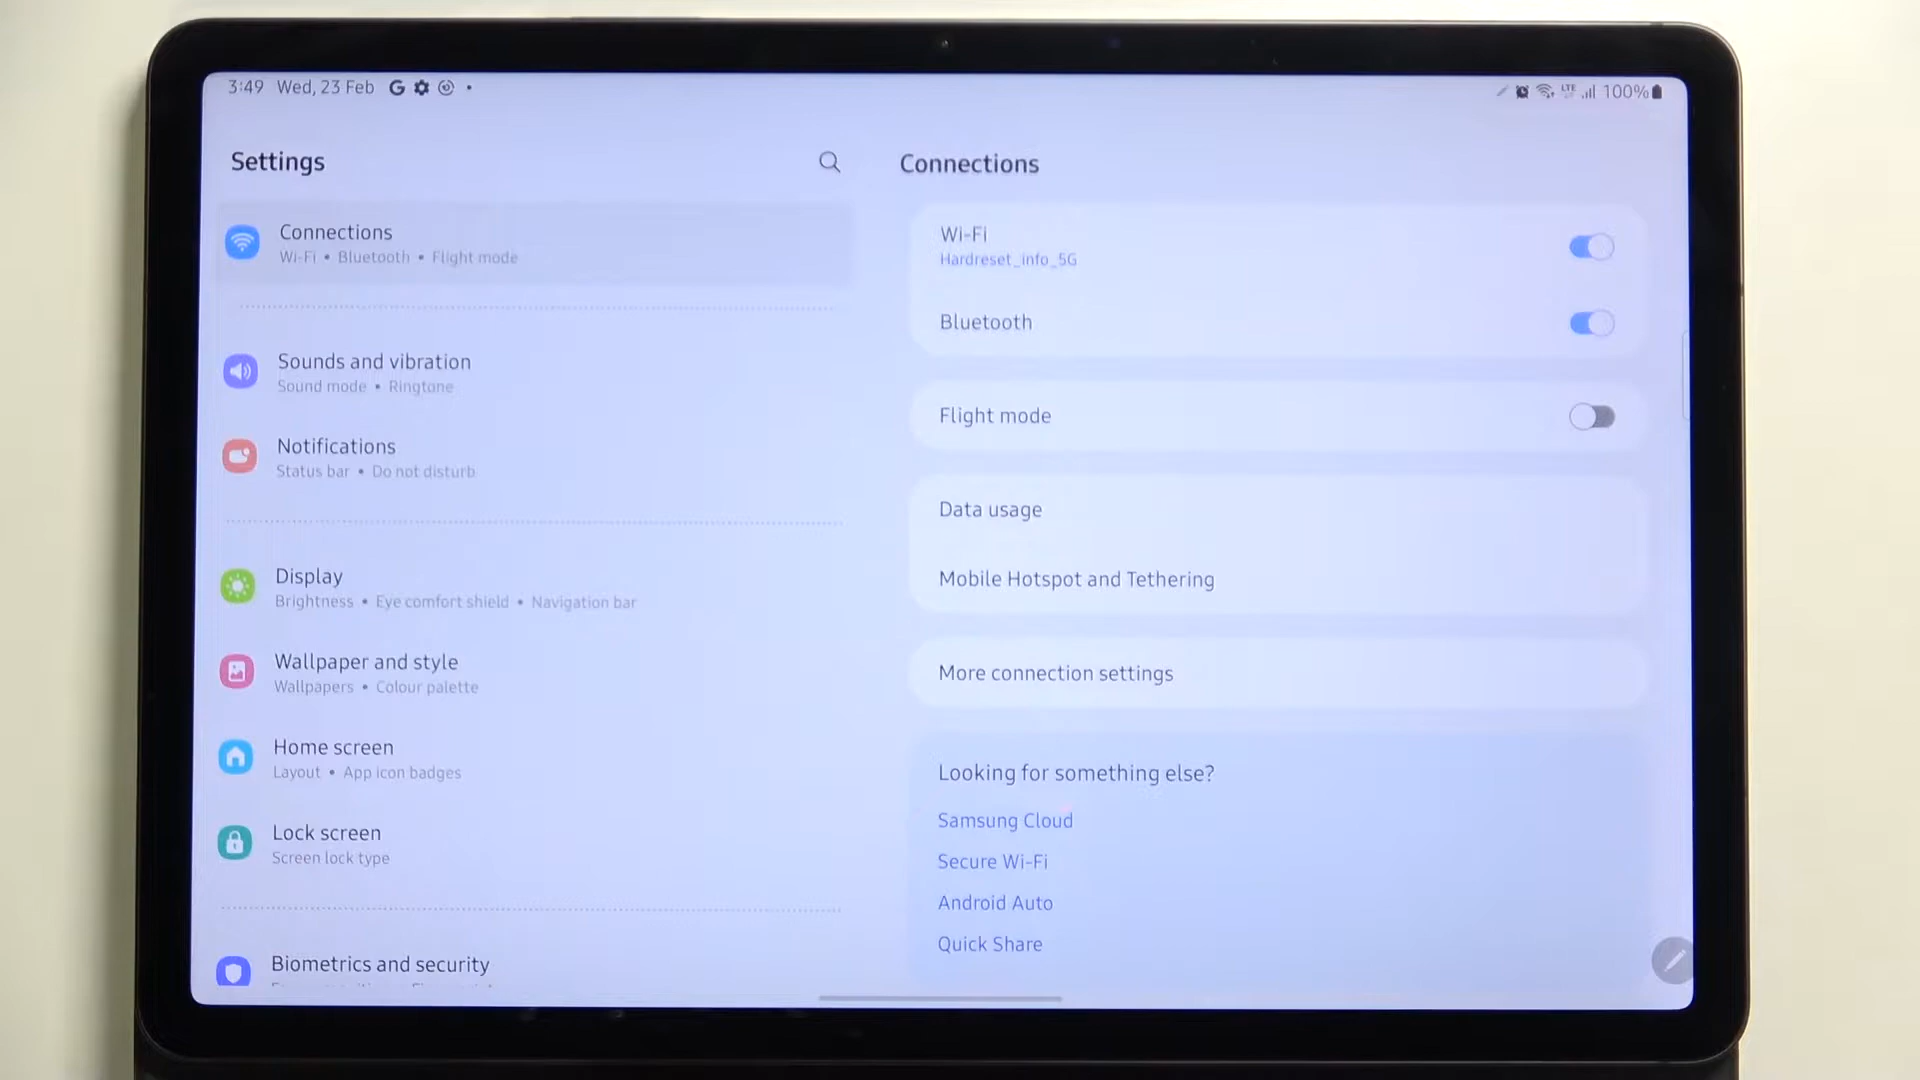 3:49 Wed, 23 Feb G
LTE 100%
Settings
Connections
Wi-Fi • Bluetooth • Flight mode
Sounds and vibration
Sound mode • Ringtone
Notifications
Status bar • Do not disturb
Display
Brightness • Eye comfort shield • Navigation bar
Wallpaper and style
Wallpapers • Colour palette
Home screen
Layout • App icon badges
Lock screen
Screen lock type
Biometrics and security
Connections
Wi-Fi
Hardreset_info_5G
Bluetooth
Flight mode
Data usage
Mobile Hotspot and Tethering
More connection settings
Looking for something else?
Samsung Cloud
Secure Wi-Fi
Android Auto
Quick Share